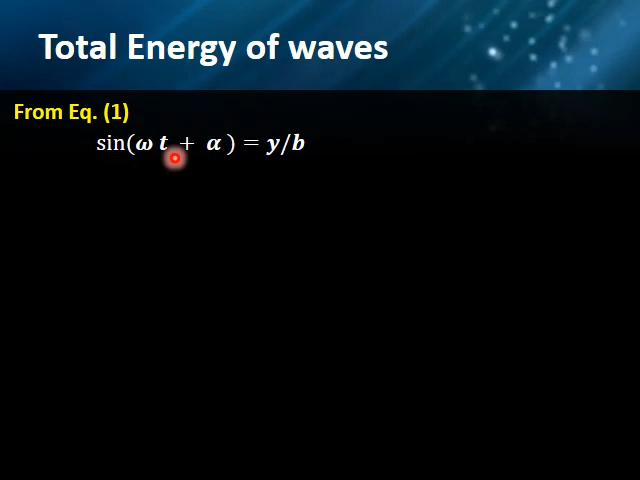 Total Energy of waves
From Eq. (1)
sin(ω t + α ) = y/b